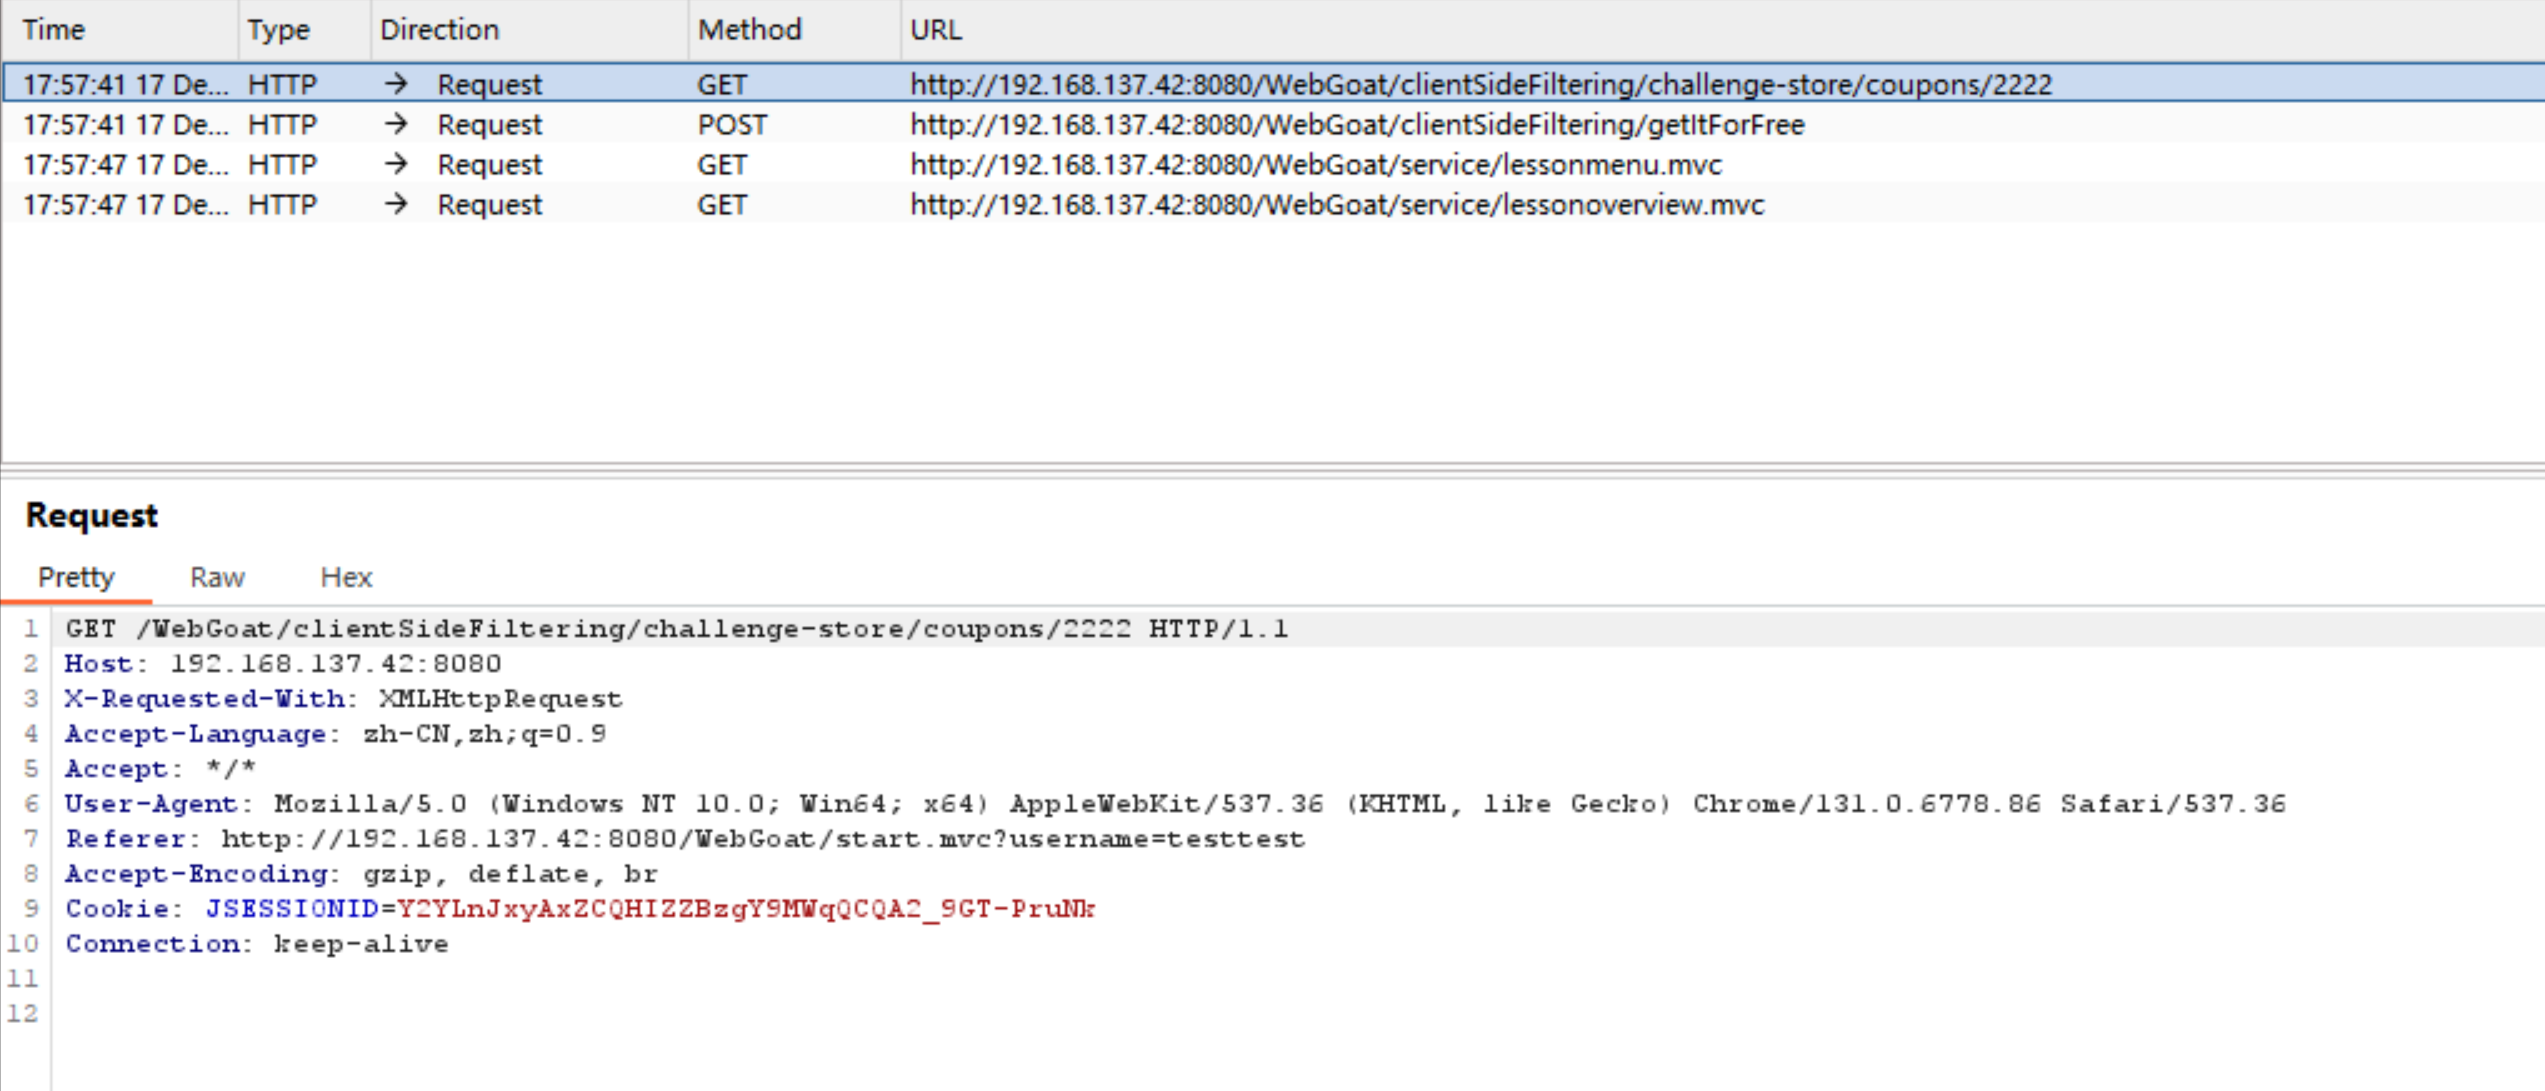 Time Type Direction Method URL
17:57:41 17 De... HTTP → Request GET http://192.168.137.42:8080/WebGoat/clientSideFiltering/challenge-store/coupons/2222
17:57:41 17 De... HTTP → Request POST http://192.168.137.42:8080/WebGoat/clientSideFiltering/getItForFree
17:57:47 17 De... HTTP → Request GET http://192.168.137.42:8080/WebGoat/service/lessonmenu.mvc
17:57:47 17 De... HTTP → Request GET http://192.168.137.42:8080/WebGoat/service/lessonoverview.mvc
Request
Pretty Raw Hex
1 GET /WebGoat/clientSideFiltering/challenge-store/coupons/2222 HTTP/1.1
2 Host: 192.168.137.42:8080
3 X-Requested-With: XMLHttpRequest
4 Accept-Language: zh-CN,zh;q=0.9
5 Accept: */*
6 User-Agent: Mozilla/5.0 (Windows NT 10.0; Win64; x64) AppleWebKit/537.36 (KHTML, like Gecko) Chrome/131.0.6778.86 Safari/537.36
7 Referer: http://192.168.137.42:8080/WebGoat/start.mvc?username=testtest
8 Accept-Encoding: gzip, deflate, br
9 Cookie: JSESSIONID=Y2YLnJxyAxZCQHIZZBzgY9MWqQCQA2_9GT-PruNk
10 Connection: keep-alive
11
12